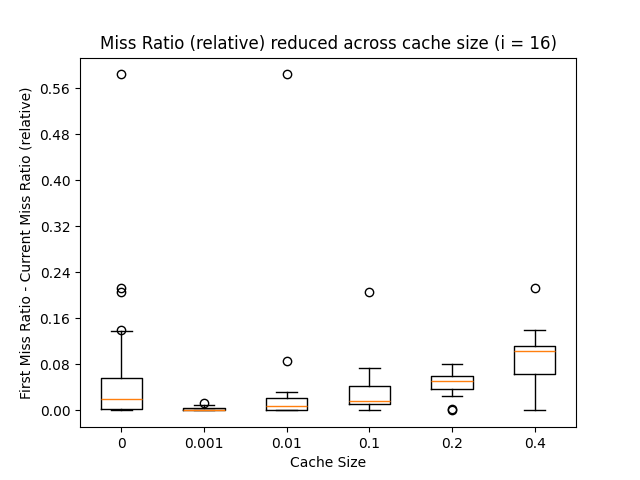 Miss Ratio (relative) reduced across cache size (i = 16)
First Miss Ratio - Current Miss Ratio (relative)
0.56
0.48
0.40
0.32
0.24
0.16
0.08
0.00
0 0.001 0.01 0.1 0.2 0.4
Cache Size